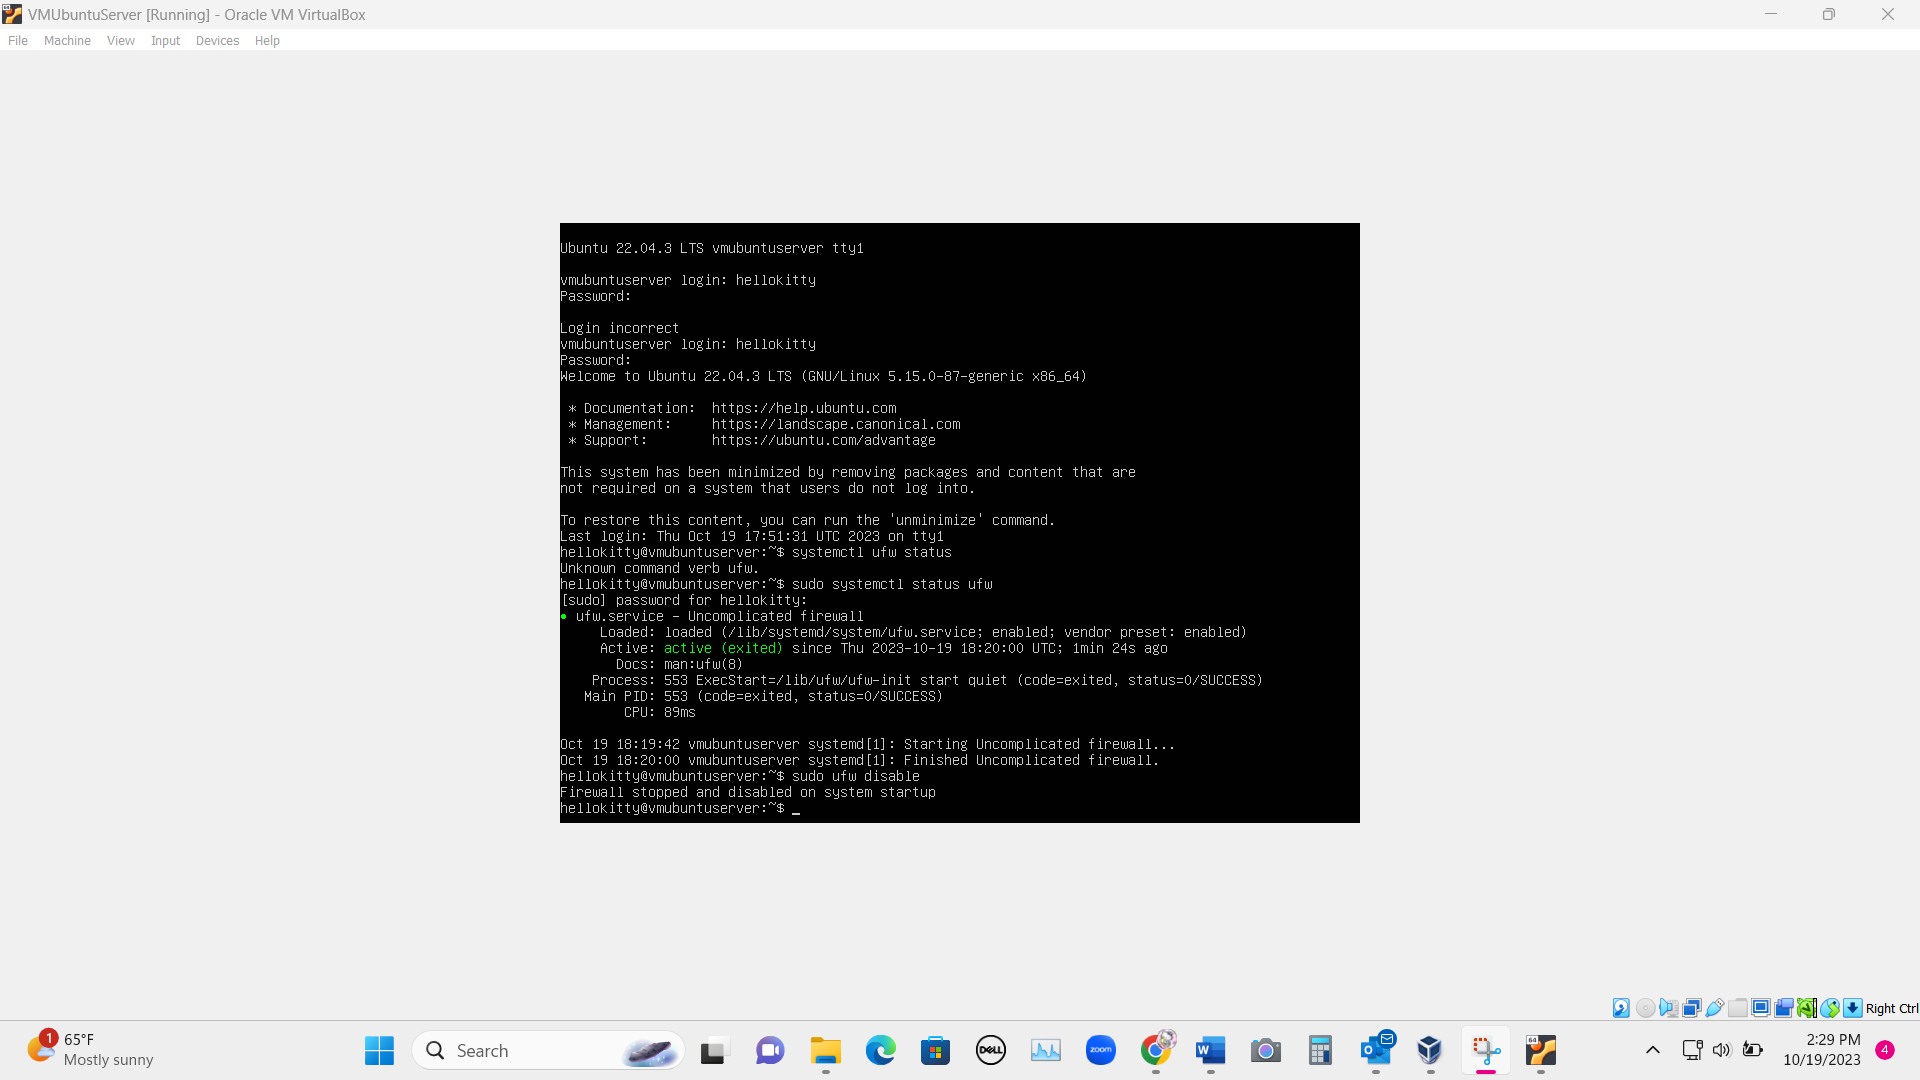 VMUbuntuServer [Running] - Oracle VM VirtualBox
File Machine View Input Devices Help
Ubuntu 22.04.3 LTS vmubuntuserver tty1
vmubuntuserver login: hellokitty
Password:
Login incorrect
vmubuntuserver login: hellokitty
Password:
Welcome to Ubuntu 22.04.3 LTS (GNU/Linux 5.15.0-87-generic x86_64)
* Documentation:  https://help.ubuntu.com
* Management:     https://landscape.canonical.com
* Support:        https://ubuntu.com/advantage
This system has been minimized by removing packages and content that are
not required on a system that users do not log into.
To restore this content, you can run the 'unminimize' command.
Last login: Thu Oct 19 17:51:31 UTC 2023 on tty1
hellokitty@vmubuntuserver:~$ systemctl ufw status
Unknown command verb ufw.
hellokitty@vmubuntuserver:~$ sudo systemctl status ufw
[sudo] password for hellokitty:
● ufw.service - Uncomplicated firewall
Loaded: loaded (/lib/systemd/system/ufw.service; enabled; vendor preset: enabled)
Active: active (exited) since Thu 2023-10-19 18:20:00 UTC; 1min 24s ago
Docs: man:ufw(8)
Process: 553 ExecStart=/lib/ufw/ufw-init start quiet (code=exited, status=0/SUCCESS)
Main PID: 553 (code=exited, status=0/SUCCESS)
CPU: 89ms
Oct 19 18:19:42 vmubuntuserver systemd[1]: Starting Uncomplicated firewall...
Oct 19 18:20:00 vmubuntuserver systemd[1]: Finished Uncomplicated firewall.
hellokitty@vmubuntuserver:~$ sudo ufw disable
Firewall stopped and disabled on system startup
hellokitty@vmubuntuserver:~$ _
Right Ctrl
1
65°F
Mostly sunny
Search
DELL
zoom
W
64
2:29 PM
10/19/2023
4